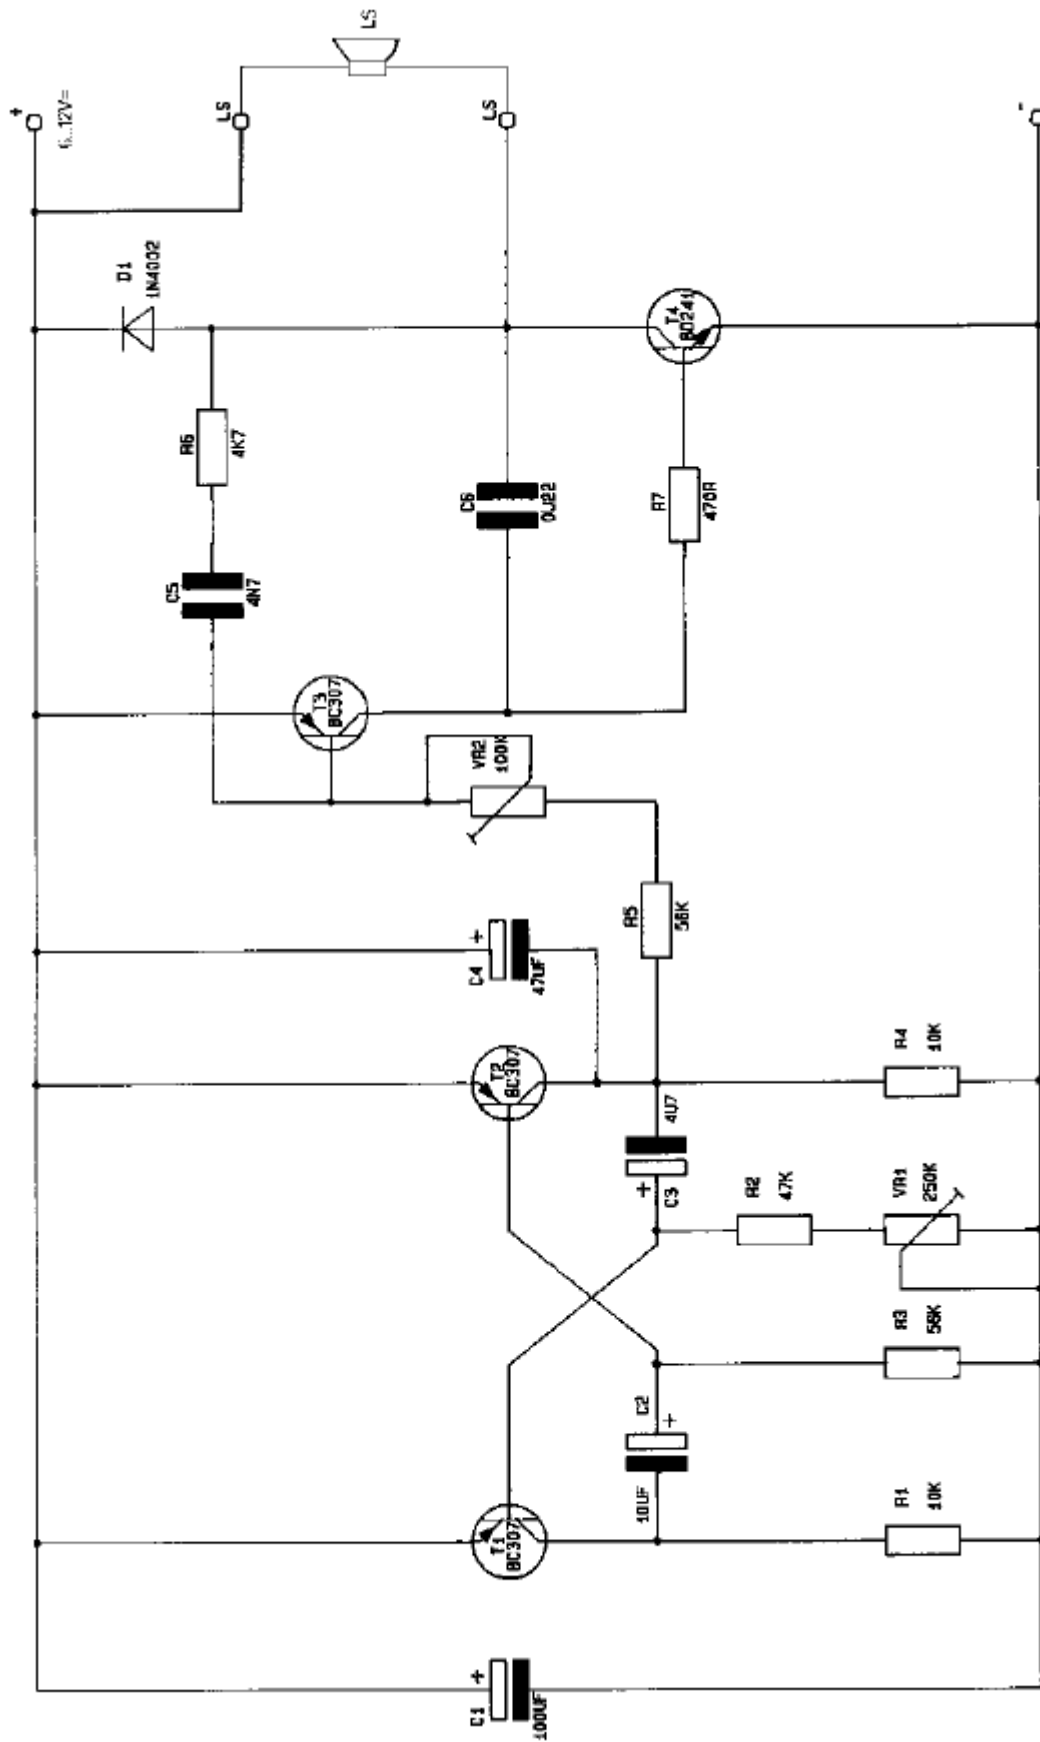 C1
100UF
T1
BC307
R1
10K
10UF
C2
R3
56K
VR1
250K
R2
47K
C3
4U7
T2
BC307
R4
10K
C4
47UF
R5
56K
VR2
100K
T3
BC307
C5
4N7
R6
4K7
C6
0U22
R7
470R
T4
BD241
D1
1N4002
+
6...12V=
LS
LS
LS
-